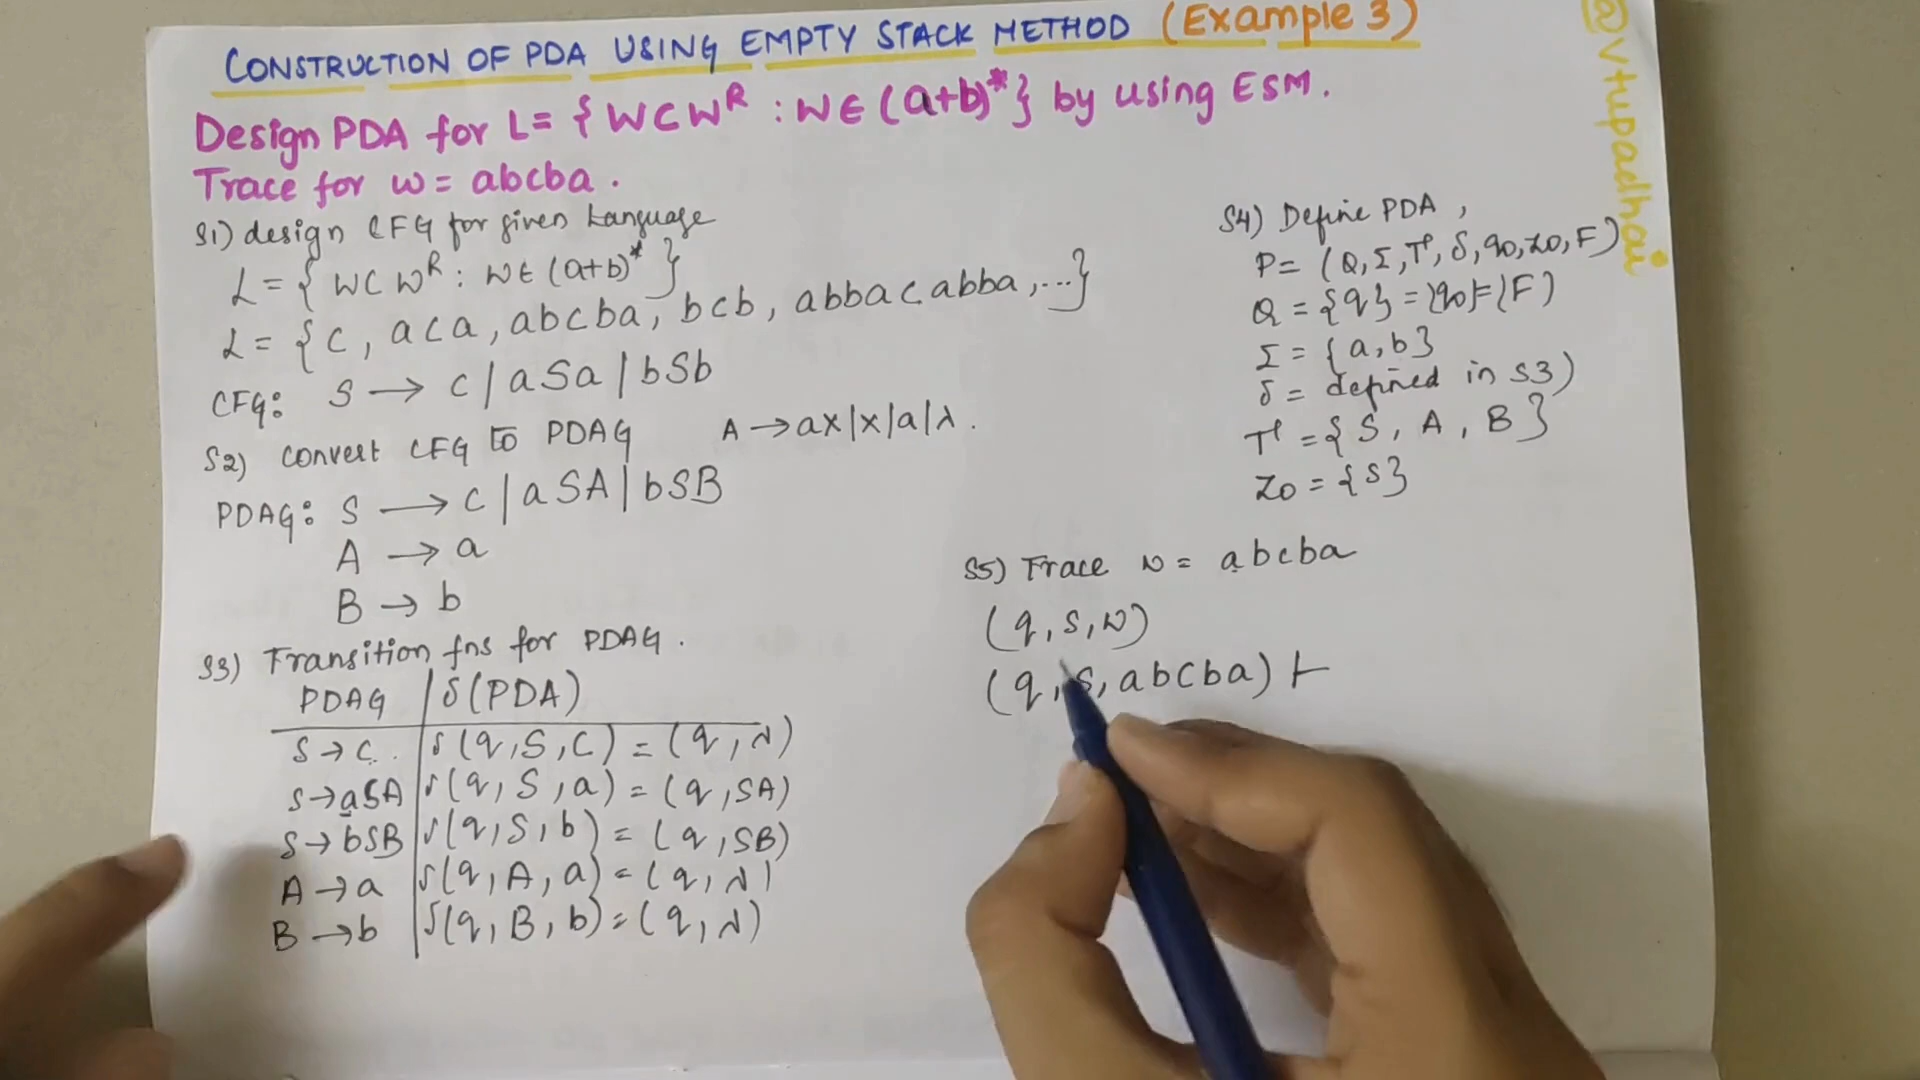 CONSTRUCTION OF PDA USING EMPTY STACK METHOD (Example 3)
Design PDA for L= {WCW^R : W∈(a+b)*} by using ESM.
Trace for w= abcba.
S1) design CFG for given Language
L= {WCW^R : W∈(a+b)*}
L= {C, aca, abcba, bcb, abbacabba,...}
CFG: S → C | aSa | bSb
S2) Convert CFG to PDAG A→ax|x|a|λ.
PDAG: S → C | aSA | bSB
A → a
B → b
S3) Transition fns for PDAG.
PDAG | δ(PDA)
S→C. δ(q,S,C) = (q,λ)
S→aSA δ(q,S,a) = (q,SA)
S→bSB δ(q,S,b) = (q,SB)
A→a δ(q,A,a) = (q,λ)
B→b δ(q,B,b) = (q,λ)
S4) Define PDA,
P= (Q,Σ,Γ,δ,q0,z0,F)
Q = {q} = {q0}={F}
Σ = {a,b}
δ = defined in S3)
Γ = {S, A, B}
Z0 = {S}
S5) Trace w = abcba
(q,S,w)
(q,S,abcba) ⊢
@vtupadhai